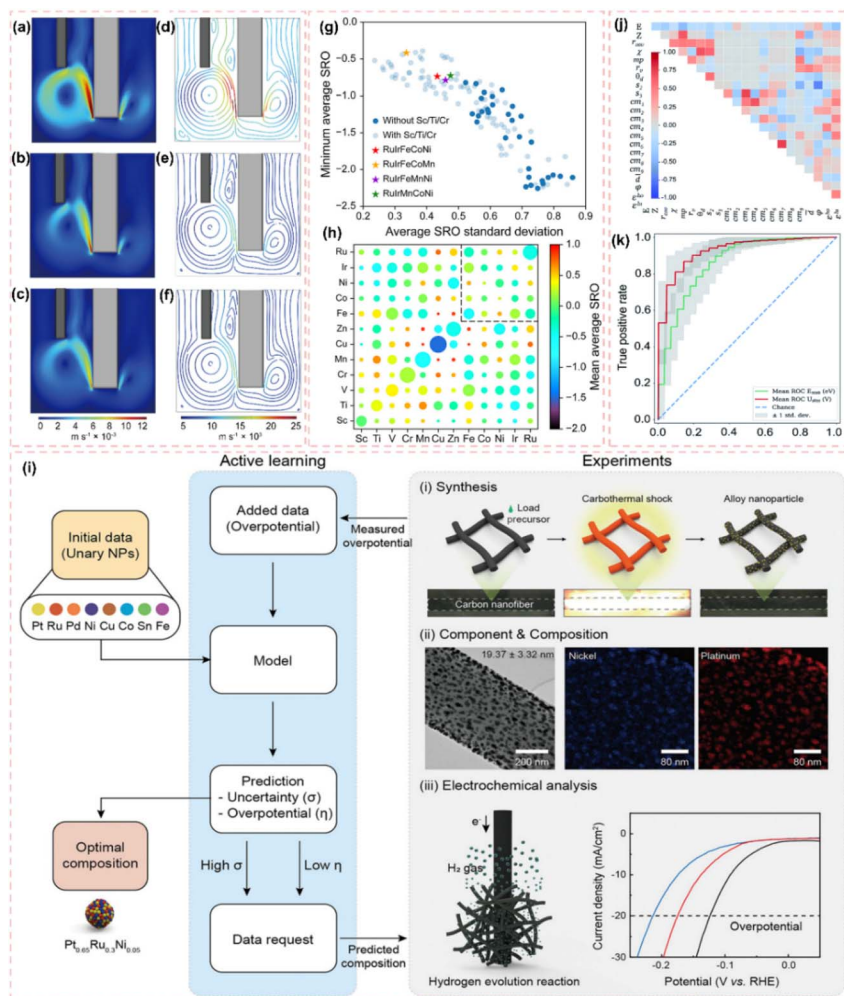 (a)
(b)
(c)
0 2 4 6 8 10 12
m s⁻¹ × 10⁻³
(d)
(e)
(f)
5 10 15 20 25
(g)
Minimum average SRO
0.0
-0.5
-1.0
-1.5
-2.0
-2.5
Without Sc/Ti/Cr
With Sc/Ti/Cr
RuIrFeCoNi
RuIrFeCoMn
RuIrFeMnNi
RuIrMnCoNi
0.2 0.3 0.4 0.5 0.6 0.7 0.8
Average SRO standard deviation
(h)
Ru
Ir
Ni
Co
Fe
Zn
Cu
Mn
Cr
V
Ti
Sc
Sc Ti V Cr Mn Cu Zn Fe Co Ni Ir Ru
1.0
0.5
0.0
-0.5
-1.0
-1.5
-2.0
Mean average SRO
(j)
1.00
0.75
0.50
0.25
0.00
-0.25
-0.50
-0.75
-1.00
(k)
True positive rate
1.0
0.8
0.6
0.4
0.2
0.0
0.0 0.2 0.4 0.6 0.8 1.0
Chance
± 1 std. dev.
(i)
Active learning
Experiments
Initial data
(Unary NPs)
Pt Ru Pd Ni Cu Co Sn Fe
Added data
(Overpotential)
Measured
overpotential
Model
Prediction
- Uncertainty (σ)
- Overpotential (η)
High σ
Low η
Data request
Predicted
composition
Optimal
composition
Pt₀.₆₅Ru₀.₃Ni₀.₀₅
(i) Synthesis
Load
precursor
Carbothermal shock
Alloy nanoparticle
Carbon nanofiber
(ii) Component & Composition
19.37 ± 3.32 nm
200 nm
Nickel
80 nm
Platinum
80 nm
(iii) Electrochemical analysis
e⁻
H₂ gas
Hydrogen evolution reaction
Current density (mA/cm²)
0
-10
-20
-30
Overpotential
-0.2 -0.1 0.0
Potential (V vs. RHE)